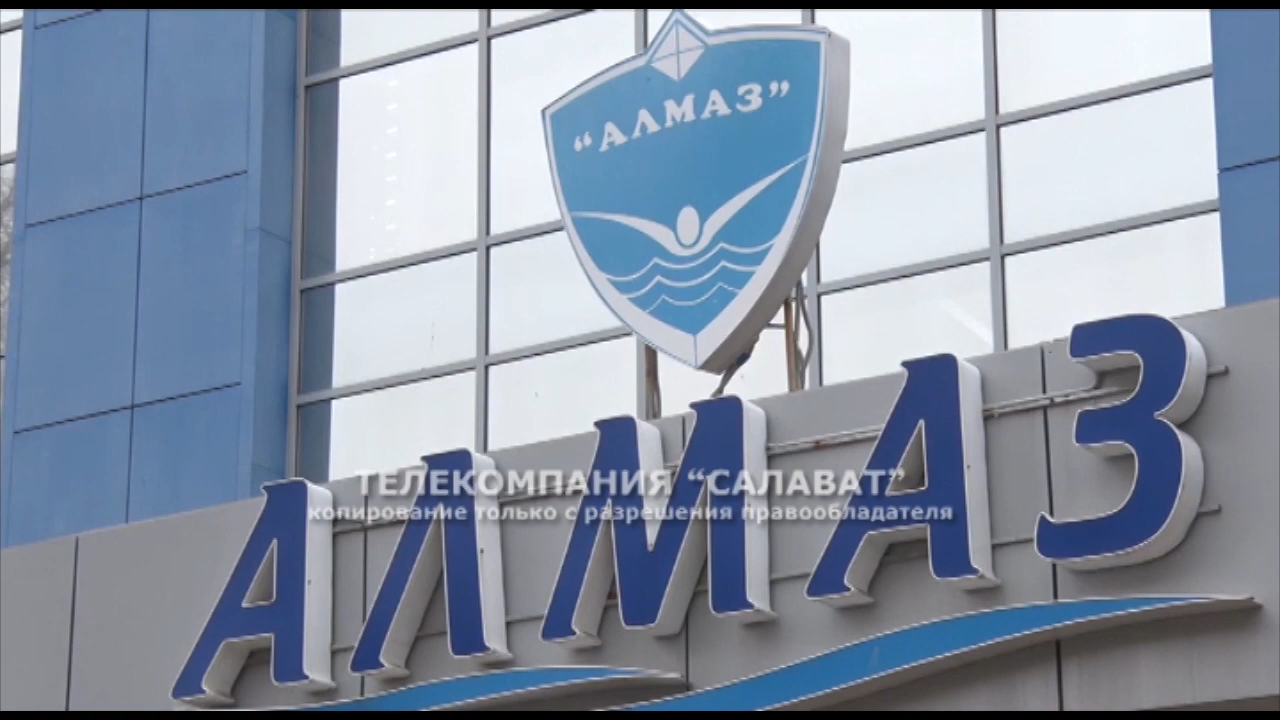 “АЛМАЗ”
ТЕЛЕКОМПАНИЯ “САЛАВАТ”
копирование только с разрешения правообладателя
АЛМАЗ